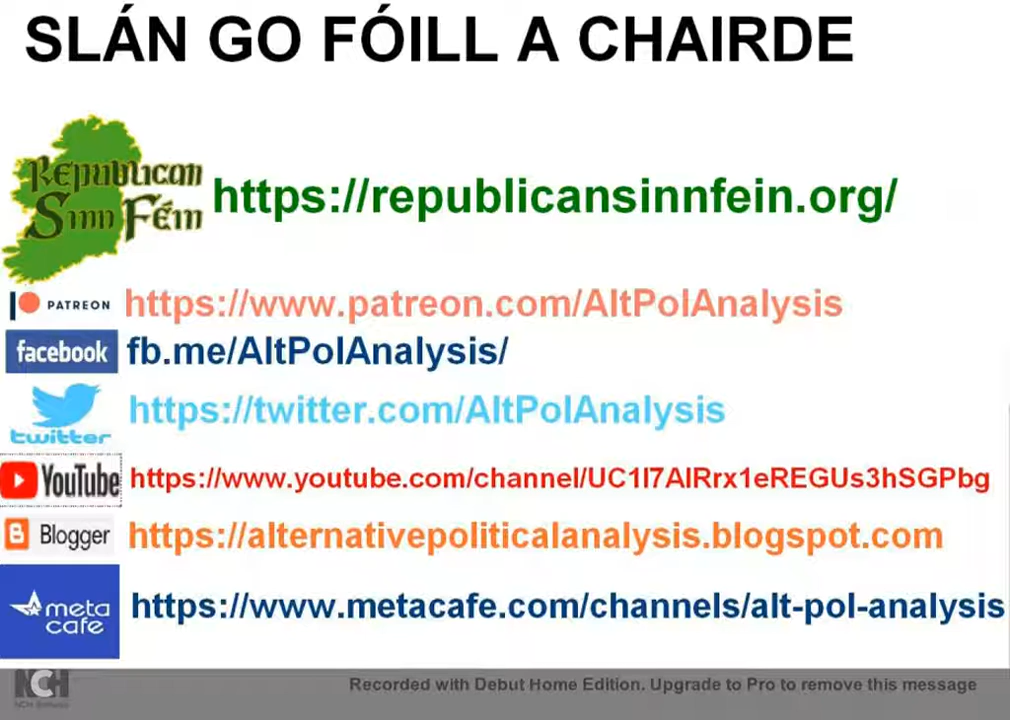 SLÁN GO FÓILL A CHAIRDE
Republican
Sinn Féin
https://republicansinnfein.org/
PATREON https://www.patreon.com/AltPolAnalysis
facebook fb.me/AltPolAnalysis/
twitter https://twitter.com/AltPolAnalysis
YouTube https://www.youtube.com/channel/UC1I7AIRrx1eREGUs3hSGPbg
B Blogger https://alternativepoliticalanalysis.blogspot.com
meta
cafe
https://www.metacafe.com/channels/alt-pol-analysis
NCH
NCH Software
Recorded with Debut Home Edition. Upgrade to Pro to remove this message